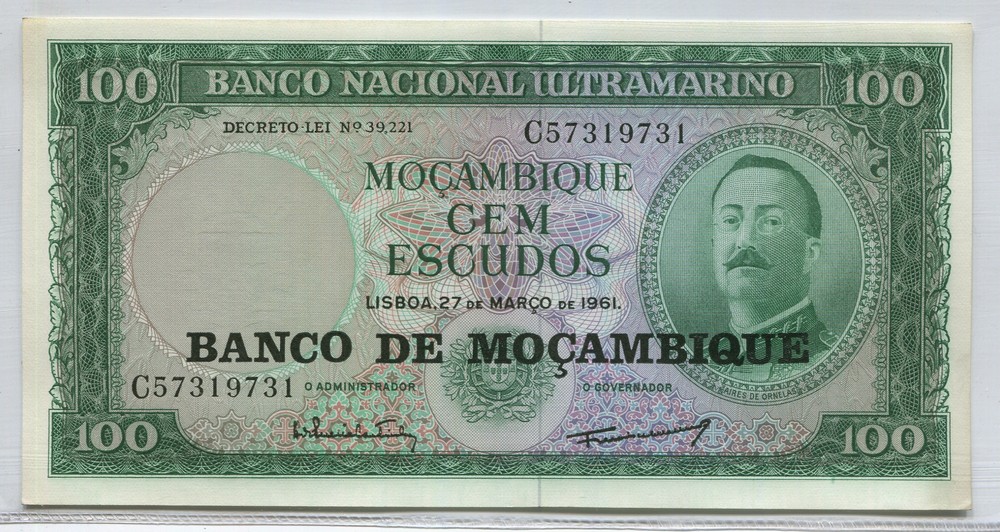 100 BANCO NACIONAL ULTRAMARINO 100
DECRETO-LEI Nº 39,221
C57319731
MOÇAMBIQUE
CEM
ESCUDOS
LISBOA, 27 DE MARÇO DE 1961.
BANCO DE MOÇAMBIQUE
C57319731
O ADMINISTRADOR
O GOVERNADOR
AIRES DE ORNELAS
100
100